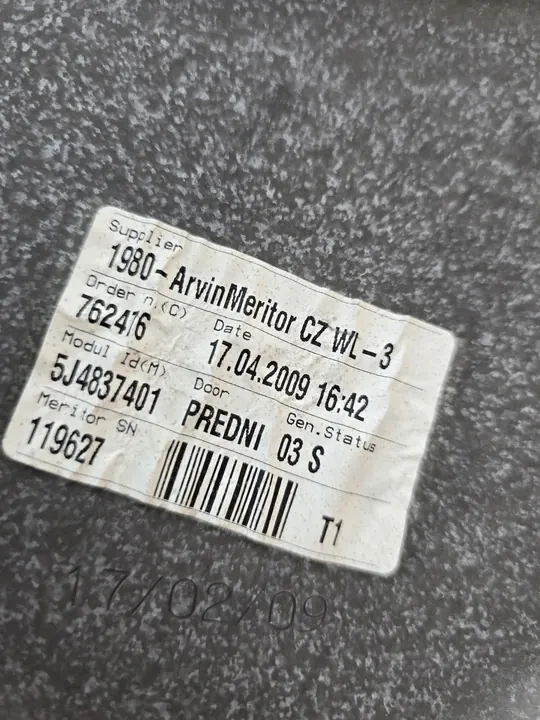 Supplier
1980-ArvinMeritor CZ WL-3
Order n.(C) Date
762416 17.04.2009 16:42
Modul Id(M) Door Gen.Status
5J4837401 PREDNI 03 S
Meritor SN
119627 T1
17/02/09